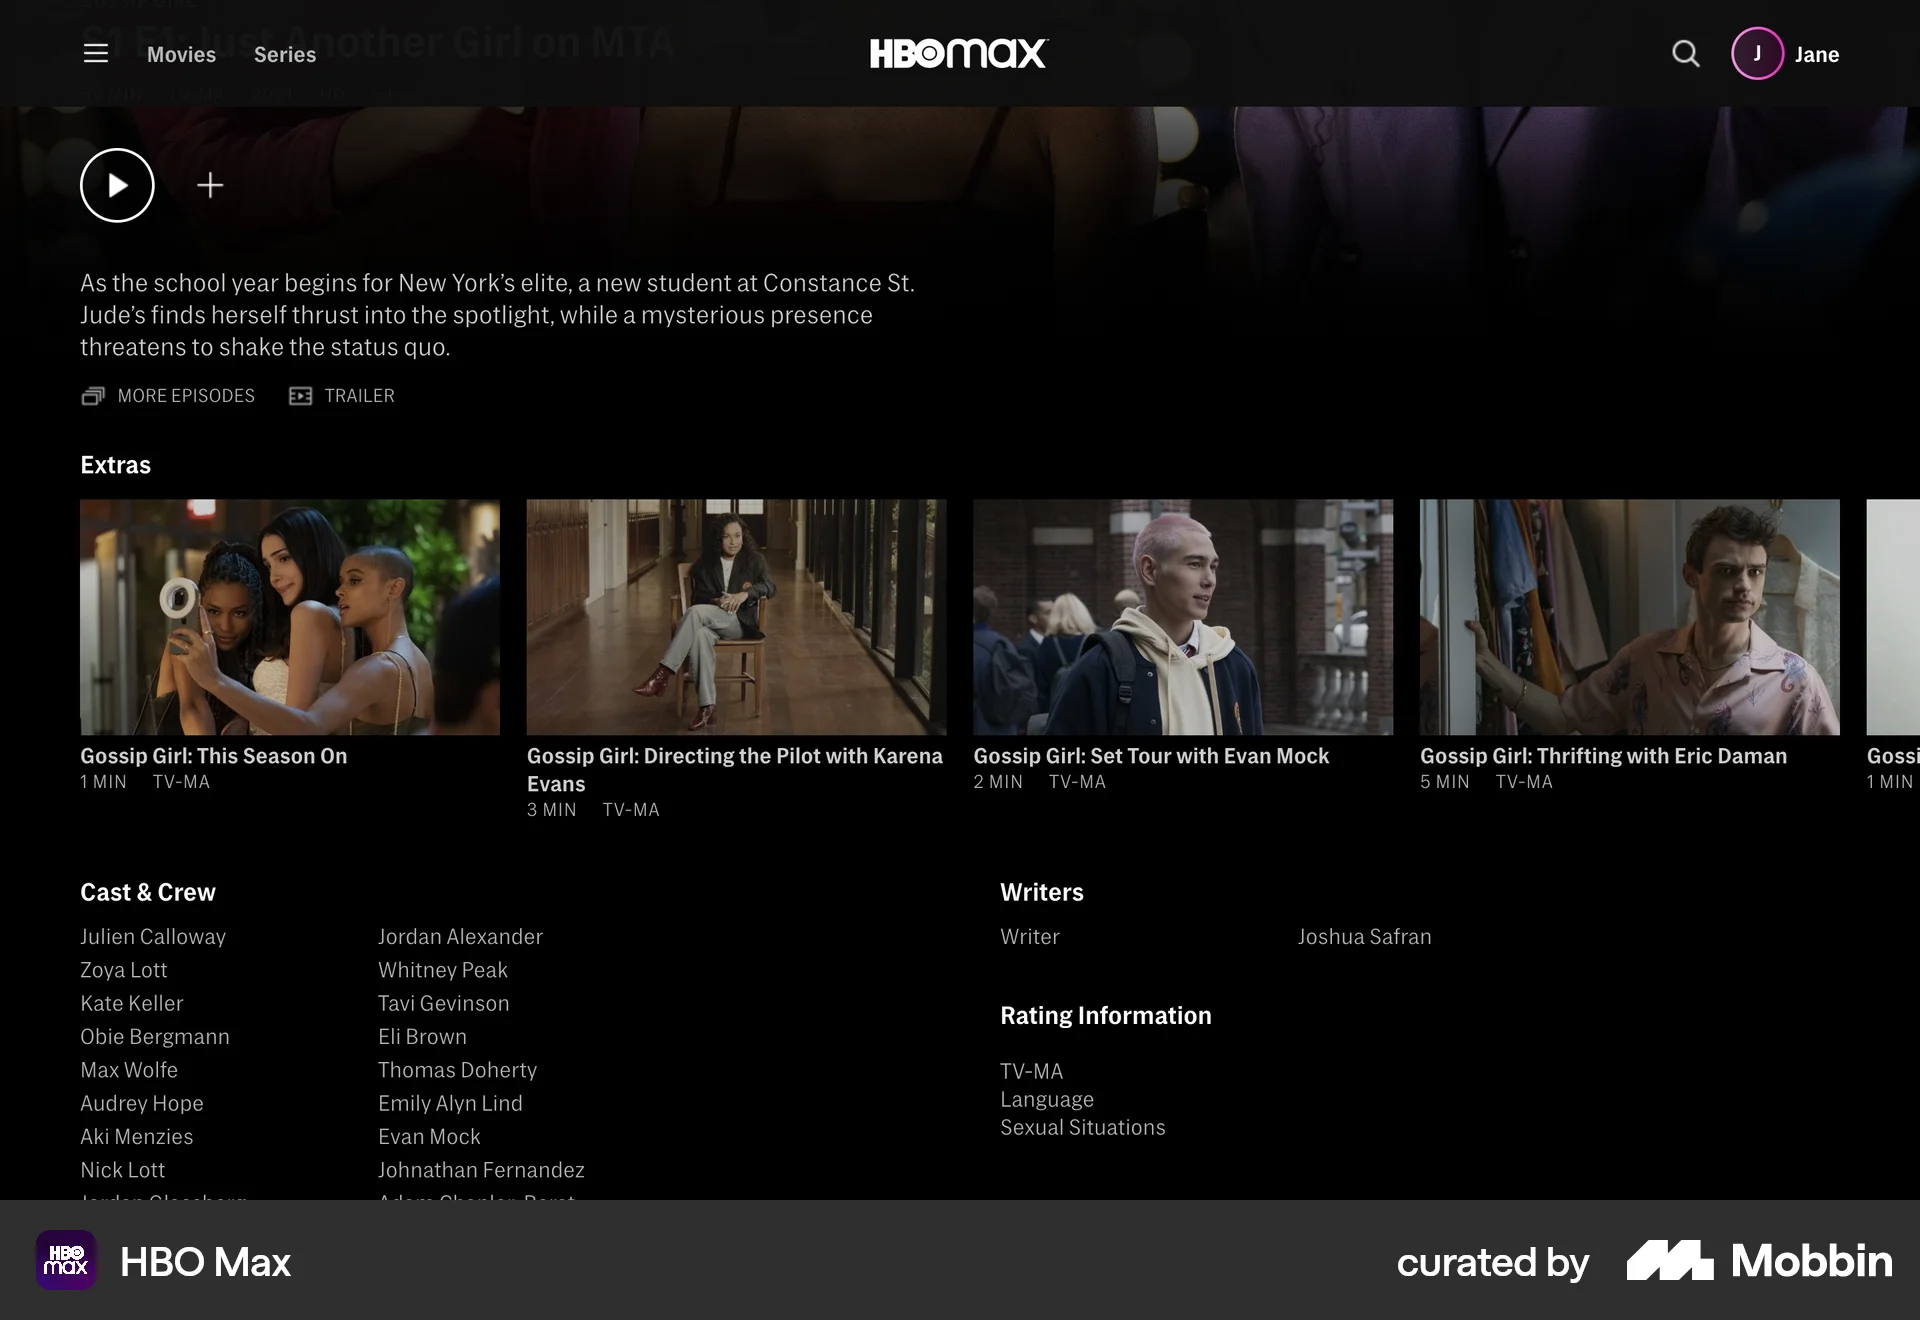 S1 E1: Just Another Girl on MTA
Movies
Series
HBOmax
J
Jane
As the school year begins for New York’s elite, a new student at Constance St.
Jude’s finds herself thrust into the spotlight, while a mysterious presence
threatens to shake the status quo.
MORE EPISODES
TRAILER
Extras
Gossip Girl: This Season On
1 MIN TV-MA
Gossip Girl: Directing the Pilot with Karena
Evans
3 MIN TV-MA
Gossip Girl: Set Tour with Evan Mock
2 MIN TV-MA
Gossip Girl: Thrifting with Eric Daman
5 MIN TV-MA
1 MIN
Cast & Crew
Julien Calloway Jordan Alexander
Zoya Lott Whitney Peak
Kate Keller Tavi Gevinson
Obie Bergmann Eli Brown
Max Wolfe Thomas Doherty
Audrey Hope Emily Alyn Lind
Aki Menzies Evan Mock
Nick Lott Johnathan Fernandez
Writers
Writer Joshua Safran
Rating Information
TV-MA
Language
Sexual Situations
HBO
max
HBO Max
curated by
Mobbin